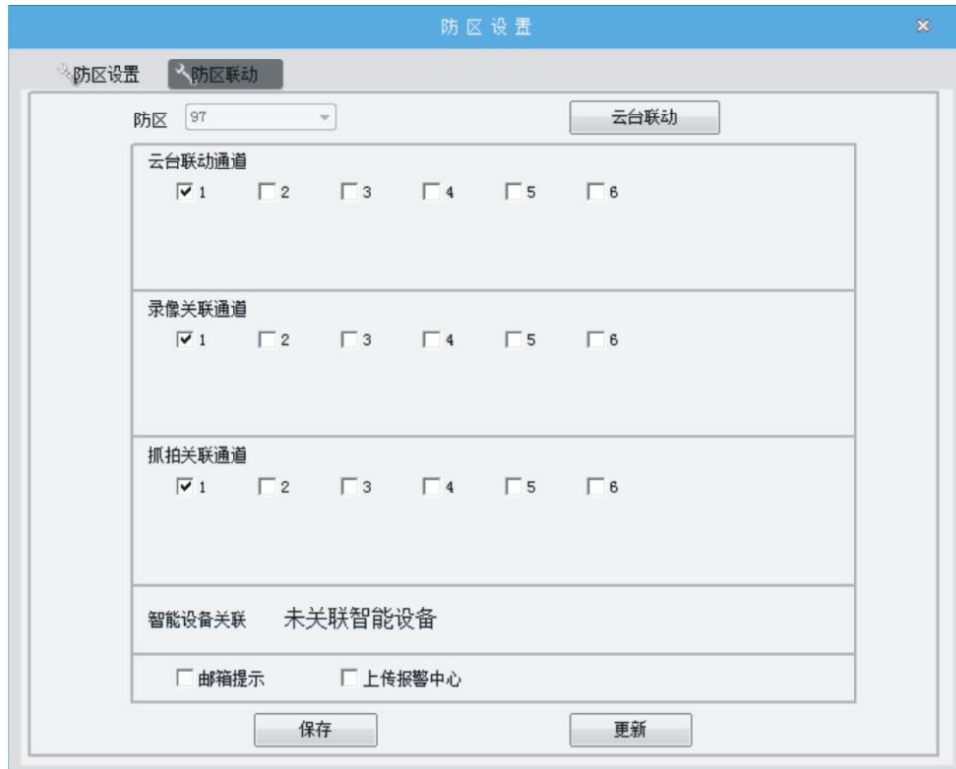 防区设置
防区设置 防区联动
防区 97 云台联动
云台联动通道
1 2 3 4 5 6
录像关联通道
1 2 3 4 5 6
抓拍关联通道
1 2 3 4 5 6
智能设备关联 未关联智能设备
邮箱提示 上传报警中心
保存 更新